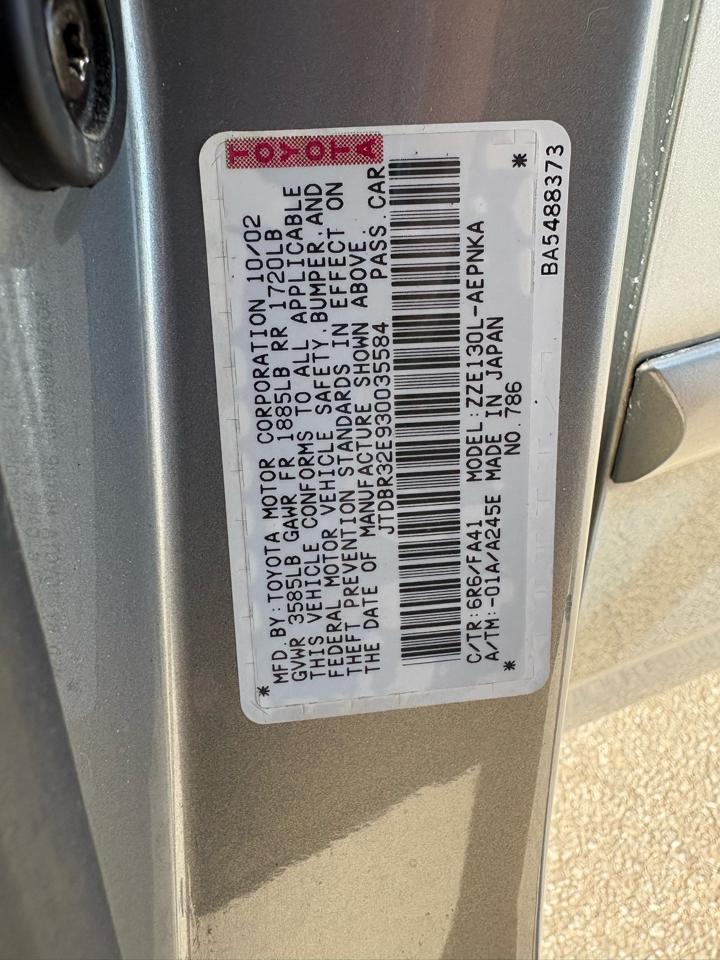 TOYOTA
*MFD.BY:TOYOTA MOTOR CORPORATION 10/02
GVWR 3585LB GAWR FR 1885LB RR 1720LB
THIS VEHICLE CONFORMS TO ALL APPLICABLE
FEDERAL MOTOR VEHICLE SAFETY,BUMPER,AND
THEFT PREVENTION STANDARDS IN EFFECT ON
THE DATE OF MANUFACTURE SHOWN ABOVE.
JTDBR32E930035584 PASS.CAR
C/TR:6R6/FA41 MODEL:ZZE130L-AEPNKA
A/TM:-01A/A245E MADE IN JAPAN
* NO.786 *
BA5488373